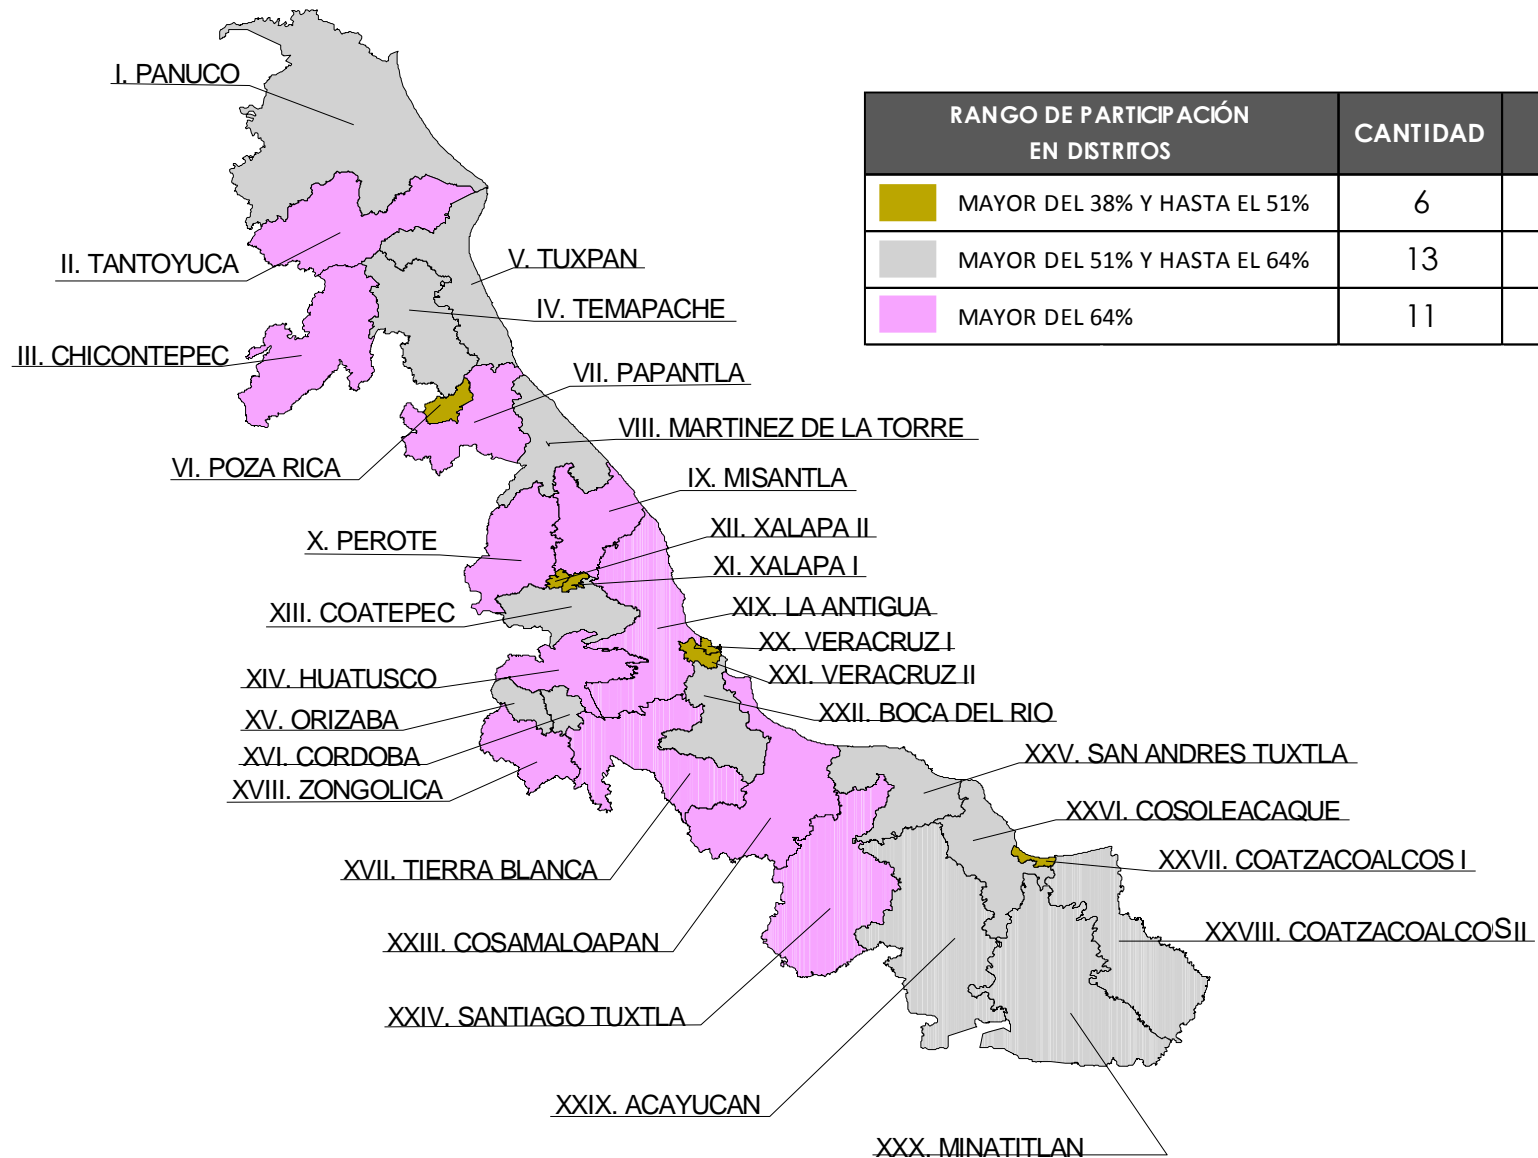 I. PANUCO
RANGO DE PARTICIPACIÓN
EN DISTRITOS
CANTIDAD
MAYOR DEL 38% Y HASTA EL 51%
6
MAYOR DEL 51% Y HASTA EL 64%
13
MAYOR DEL 64%
11
II. TANTOYUCA
V. TUXPAN
IV. TEMAPACHE
III. CHICONTEPEC
VII. PAPANTLA
VIII. MARTINEZ DE LA TORRE
VI. POZA RICA
IX. MISANTLA
XII. XALAPA II
X. PEROTE
XI. XALAPA I
XIII. COATEPEC
XIX. LA ANTIGUA
XX. VERACRUZ I
XXI. VERACRUZ II
XIV. HUATUSCO
XXII. BOCA DEL RIO
XV. ORIZABA
XVI. CORDOBA
XXV. SAN ANDRES TUXTLA
XVIII. ZONGOLICA
XXVI. COSOLEACAQUE
XXVII. COATZACOALCOS I
XVII. TIERRA BLANCA
XXVIII. COATZACOALCOS II
XXIII. COSAMALOAPAN
XXIV. SANTIAGO TUXTLA
XXIX. ACAYUCAN
XXX. MINATITLAN